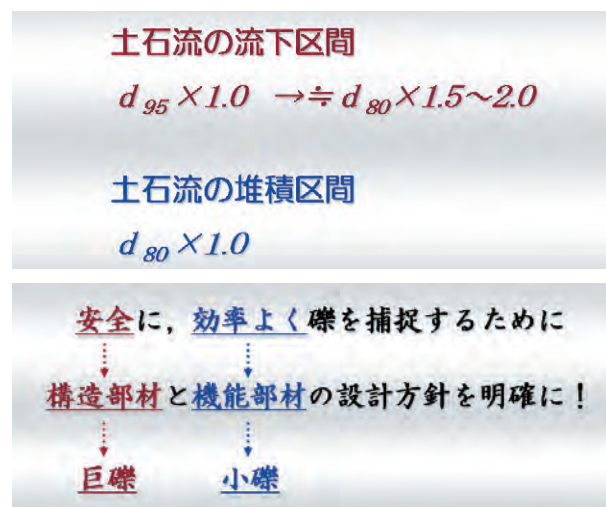 土石流の流下区間
d 95 ×1.0 →≒ d 80 ×1.5~2.0
土石流の堆積区間
d 80 ×1.0
安全に,効率よく礫を捕捉するために
構造部材と機能部材の設計方針を明確に!
巨礫 小礫